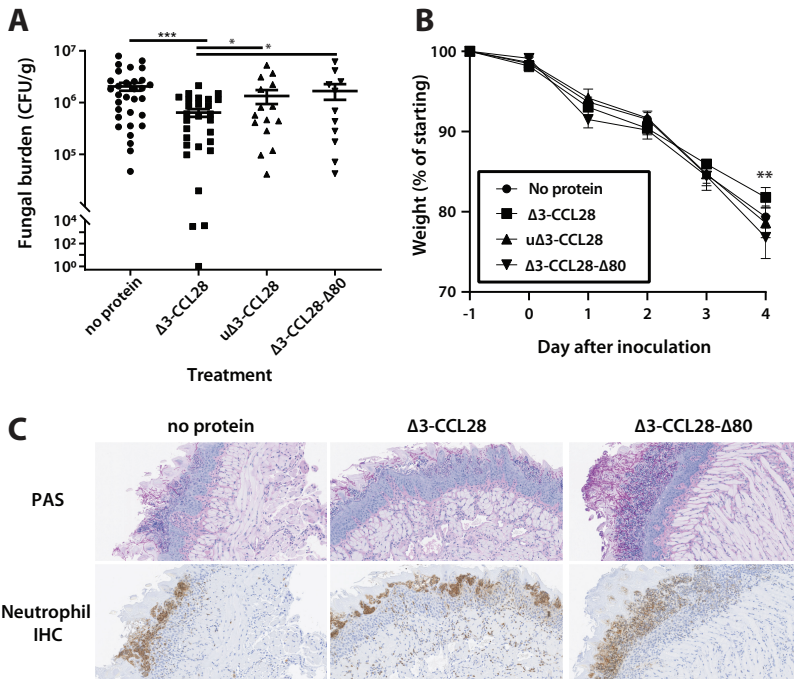 A
***
*
*
Fungal burden (CFU/g)
10⁷
10⁶
10⁵
10⁴
10³
10²
10¹
10⁰
no protein
Δ3-CCL28
uΔ3-CCL28
Δ3-CCL28-Δ80
Treatment
B
Weight (% of starting)
100
90
80
70
**
No protein
Δ3-CCL28
uΔ3-CCL28
Δ3-CCL28-Δ80
-1 0 1 2 3 4
Day after inoculation
C
no protein Δ3-CCL28 Δ3-CCL28-Δ80
PAS
Neutrophil
IHC